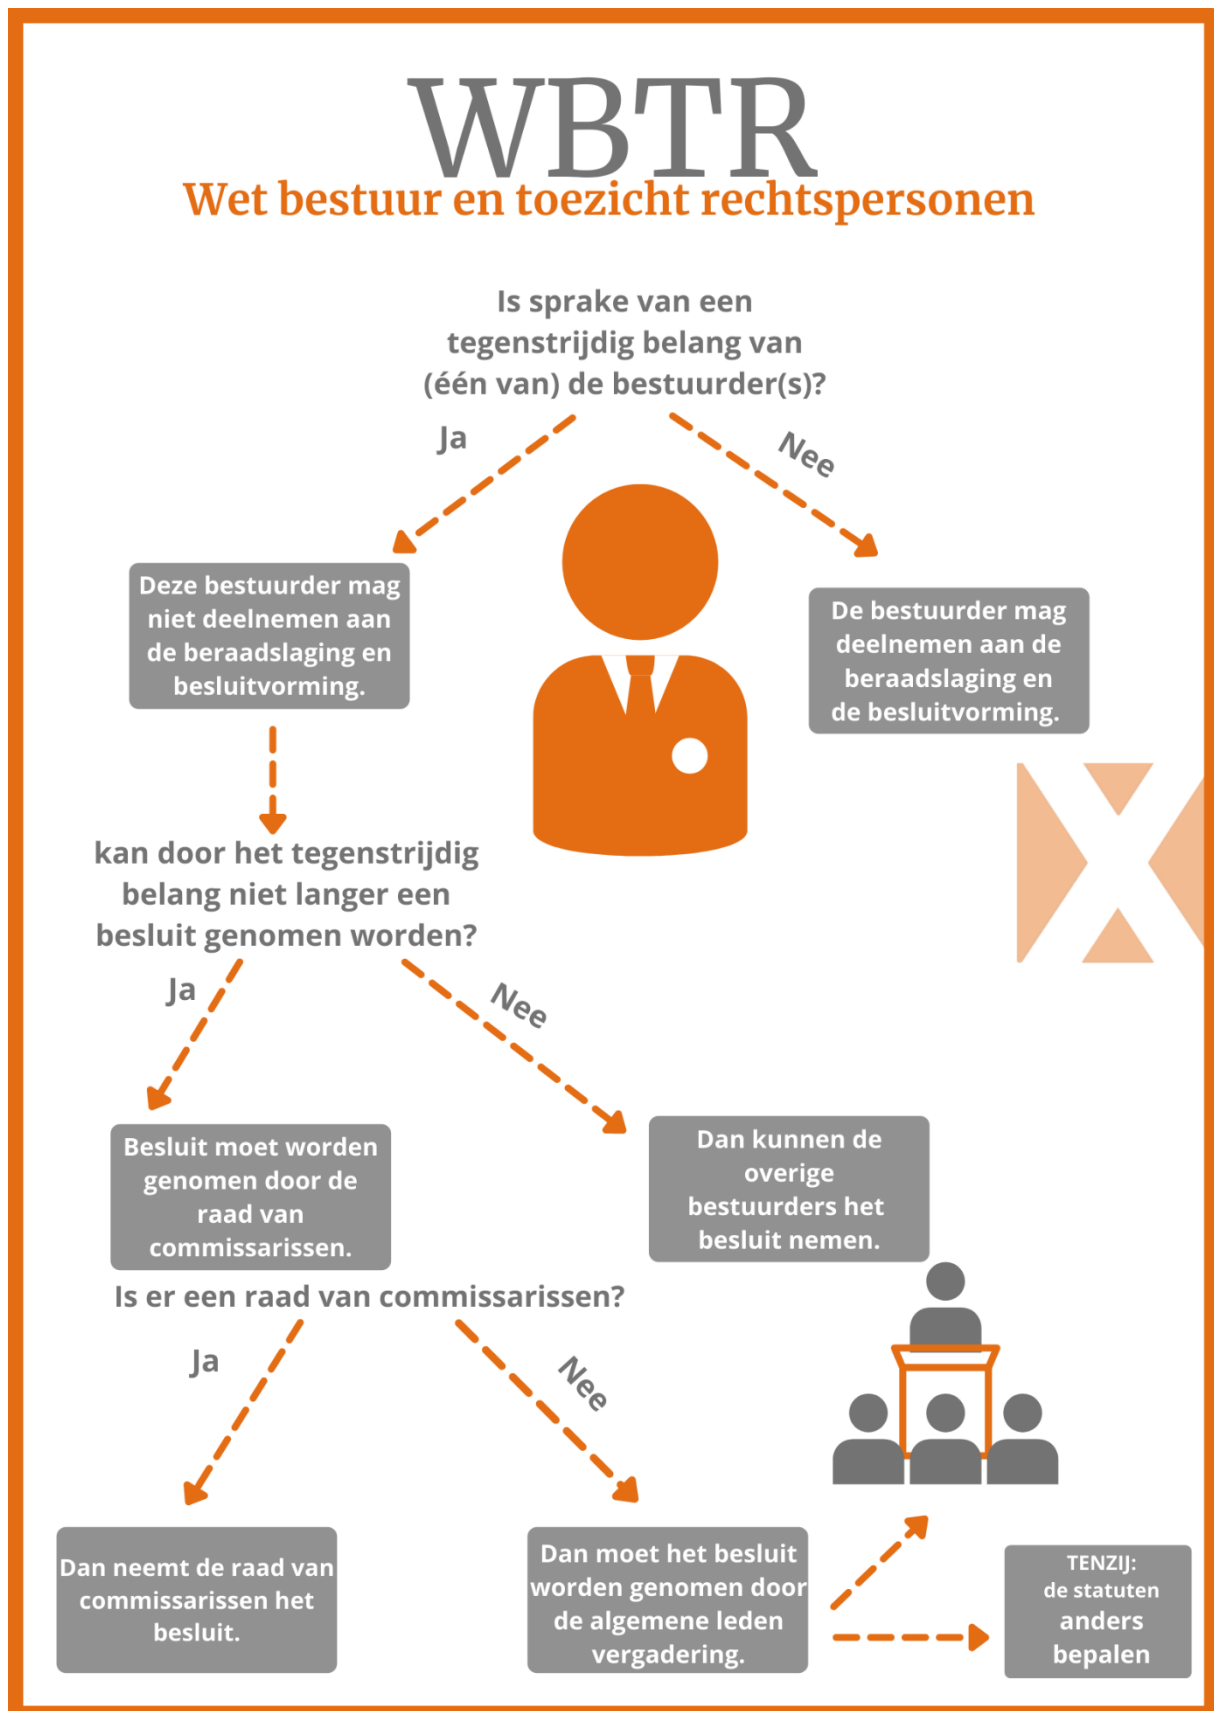 WBTR
Wet bestuur en toezicht rechtspersonen
Is sprake van een
tegenstrijdig belang van
(één van) de bestuurder(s)?
Ja
Nee
Deze bestuurder mag
niet deelnemen aan
de beraadslaging en
besluitvorming.
De bestuurder mag
deelnemen aan de
beraadslaging en
de besluitvorming.
kan door het tegenstrijdig
belang niet langer een
besluit genomen worden?
Ja
Nee
Besluit moet worden
genomen door de
raad van
commissarissen.
Dan kunnen de
overige
bestuurders het
besluit nemen.
Is er een raad van commissarissen?
Ja
Nee
Dan neemt de raad van
commissarissen het
besluit.
Dan moet het besluit
worden genomen door
de algemene leden
vergadering.
TENZIJ:
de statuten
anders
bepalen